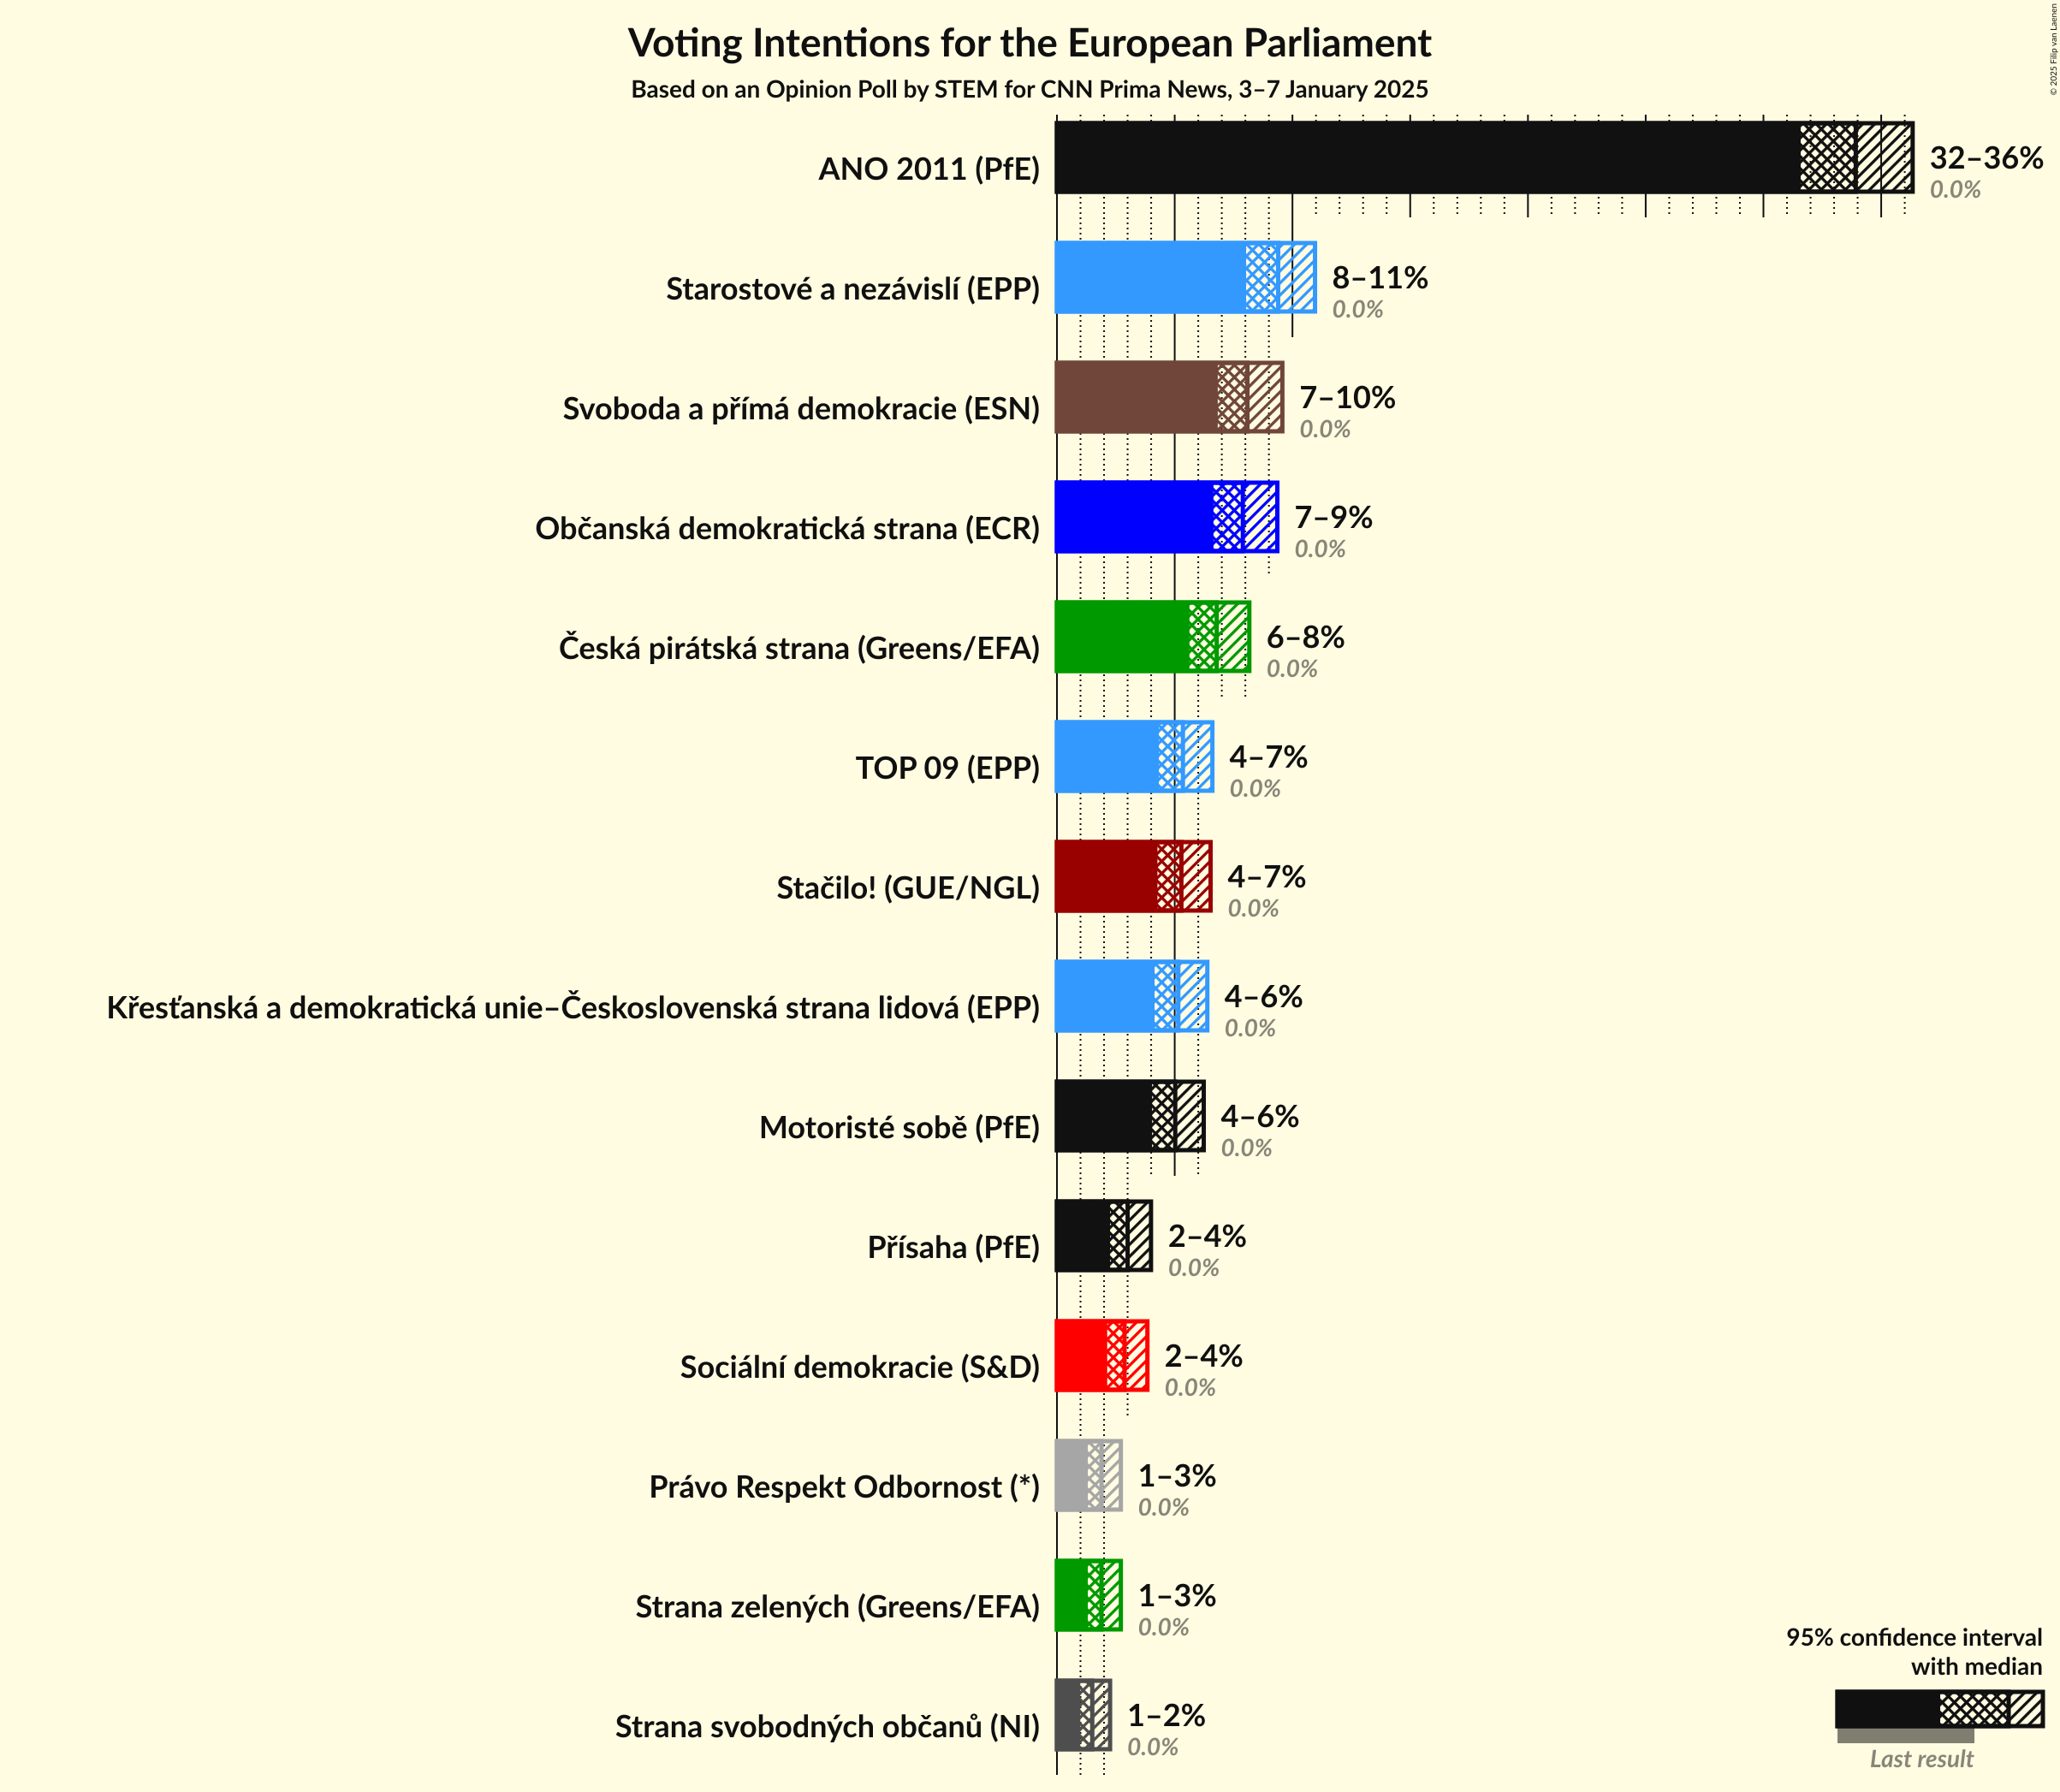 Voting Intentions for the European Parliament
Based on an Opinion Poll by STEM for CNN Prima News, 3–7 January 2025
© 2025 Filip van Laenen
ANO 2011 (PfE)
32–36%
0.0%
Starostové a nezávislí (EPP)
8–11%
0.0%
Svoboda a přímá demokracie (ESN)
7–10%
0.0%
Občanská demokratická strana (ECR)
7–9%
0.0%
Česká pirátská strana (Greens/EFA)
6–8%
0.0%
TOP 09 (EPP)
4–7%
0.0%
Stačilo! (GUE/NGL)
4–7%
0.0%
Křesťanská a demokratická unie–Československá strana lidová (EPP)
4–6%
0.0%
Motoristé sobě (PfE)
4–6%
0.0%
Přísaha (PfE)
2–4%
0.0%
Sociální demokracie (S&D)
2–4%
0.0%
Právo Respekt Odbornost (*)
1–3%
0.0%
Strana zelených (Greens/EFA)
1–3%
0.0%
Strana svobodných občanů (NI)
1–2%
0.0%
95% confidence interval
with median
Last result